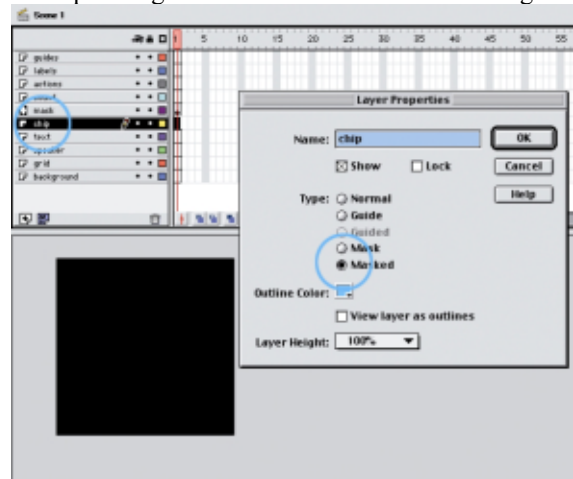 Scene 1
1 5 10 15 20 25 30 35 40 45 50 55
guides
labels
actions
mask
chip
text
speaker
grid
background
Layer Properties
Name: chip
OK
Show Lock
Cancel
Type: Normal
Help
Guide
Guided
Mask
Masked
Outline Color:
View layer as outlines
Layer Height: 100%